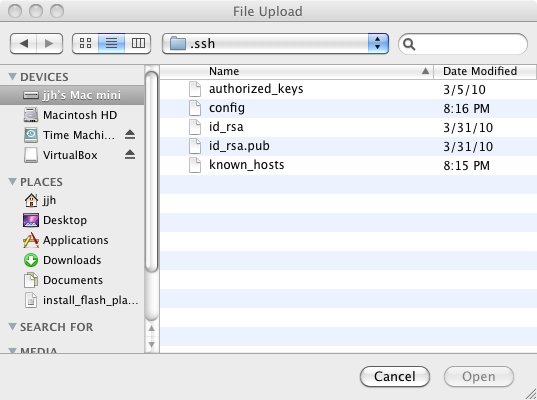 File Upload
.ssh
DEVICES
jjh's Mac mini
Macintosh HD
Time Machi...
VirtualBox
PLACES
jjh
Desktop
Applications
Downloads
Documents
install_flash_pla...
SEARCH FOR
MEDIA
Name Date Modified
authorized_keys 3/5/10
config 8:16 PM
id_rsa 3/31/10
id_rsa.pub 3/31/10
known_hosts 8:15 PM
Cancel Open